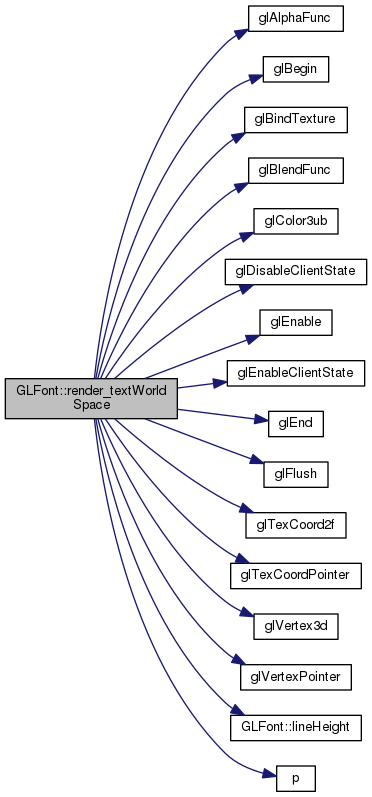 GLFont::render_textWorld
Space
glAlphaFunc
glBegin
glBindTexture
glBlendFunc
glColor3ub
glDisableClientState
glEnable
glEnableClientState
glEnd
glFlush
glTexCoord2f
glTexCoordPointer
glVertex3d
glVertexPointer
GLFont::lineHeight
p